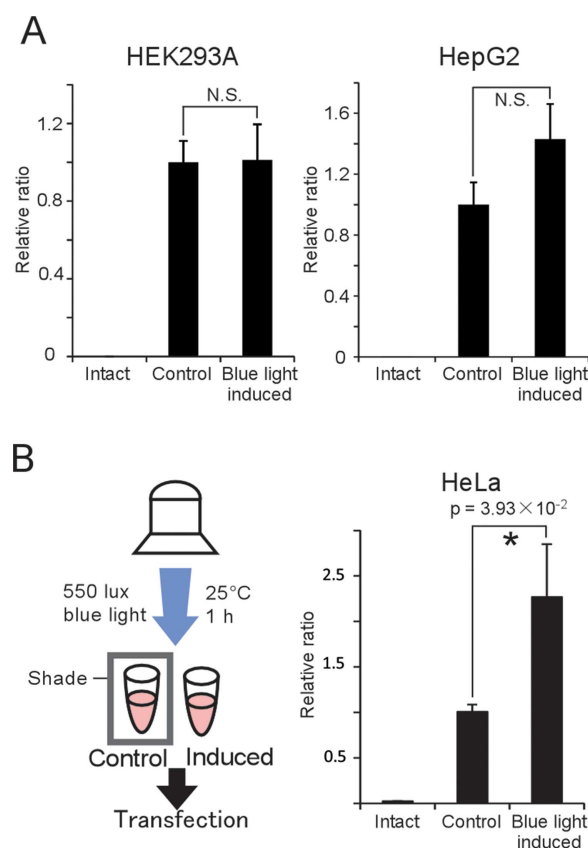 A
HEK293A
Relative ratio
1.2
0.8
0.4
0
N.S.
Intact
Control
Blue light
induced
HepG2
Relative ratio
1.6
1.2
0.8
0.4
0
N.S.
Intact
Control
Blue light
induced
B
550 lux
blue light
25°C
1 h
Shade
Control
Induced
Transfection
HeLa
p = 3.93×10-2
*
Relative ratio
2.5
1.5
0.5
Intact
Control
Blue light
induced